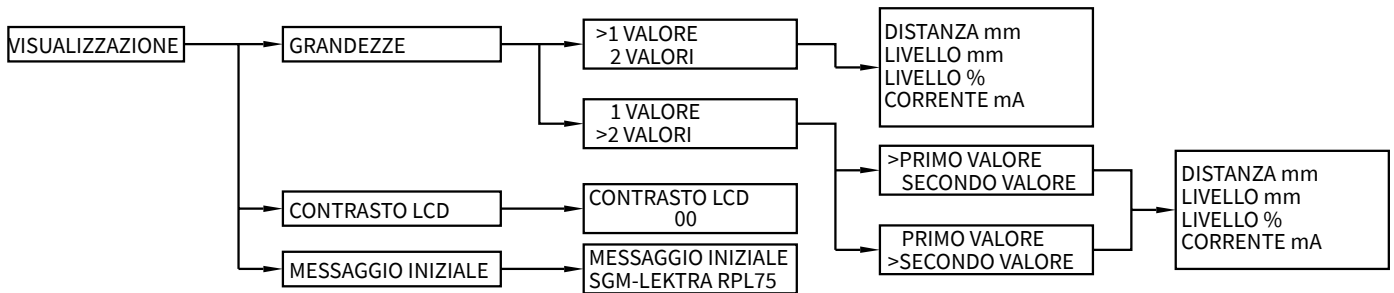 VISUALIZZAZIONE
GRANDEZZE
>1 VALORE
2 VALORI
DISTANZA mm
LIVELLO mm
LIVELLO %
CORRENTE mA
1 VALORE
>2 VALORI
>PRIMO VALORE
SECONDO VALORE
DISTANZA mm
LIVELLO mm
LIVELLO %
CORRENTE mA
PRIMO VALORE
>SECONDO VALORE
CONTRASTO LCD
CONTRASTO LCD
00
MESSAGGIO INIZIALE
MESSAGGIO INIZIALE
SGM-LEKTRA RPL75